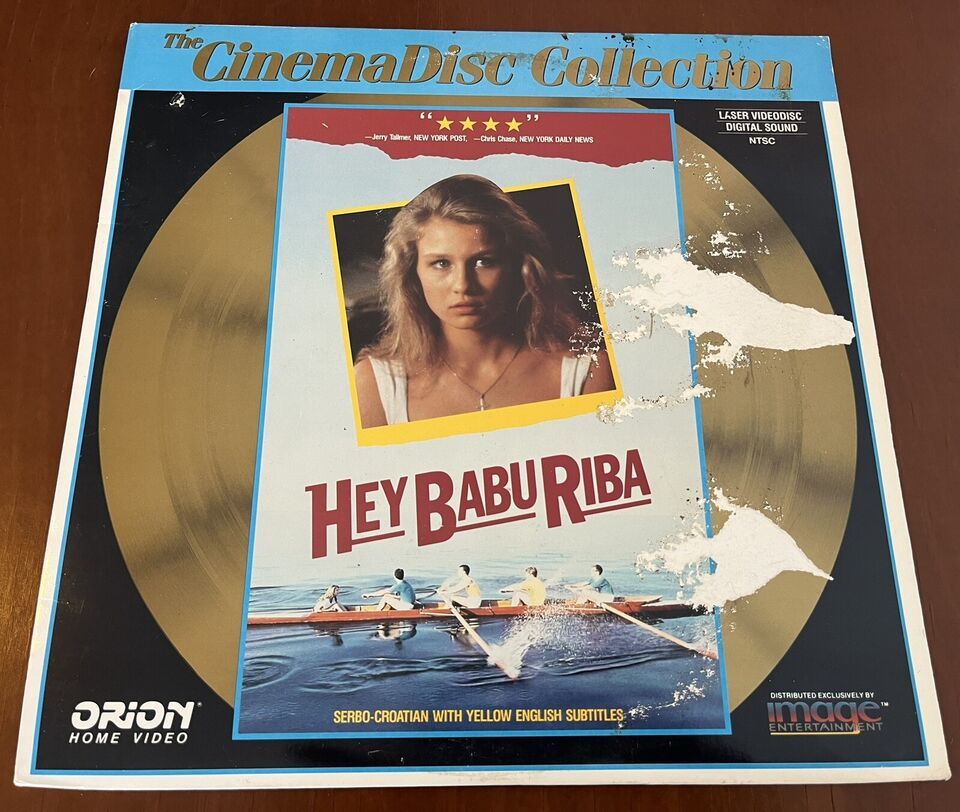 The CinemaDisc Collection
LASER VIDEODISC
DIGITAL SOUND
NTSC
“ ★★★★ ”
—Jerry Tallmer, NEW YORK POST, —Chris Chase, NEW YORK DAILY NEWS
HEY BABU RIBA
SERBO-CROATIAN WITH YELLOW ENGLISH SUBTITLES
ORION®
HOME VIDEO
DISTRIBUTED EXCLUSIVELY BY
image™
ENTERTAINMENT